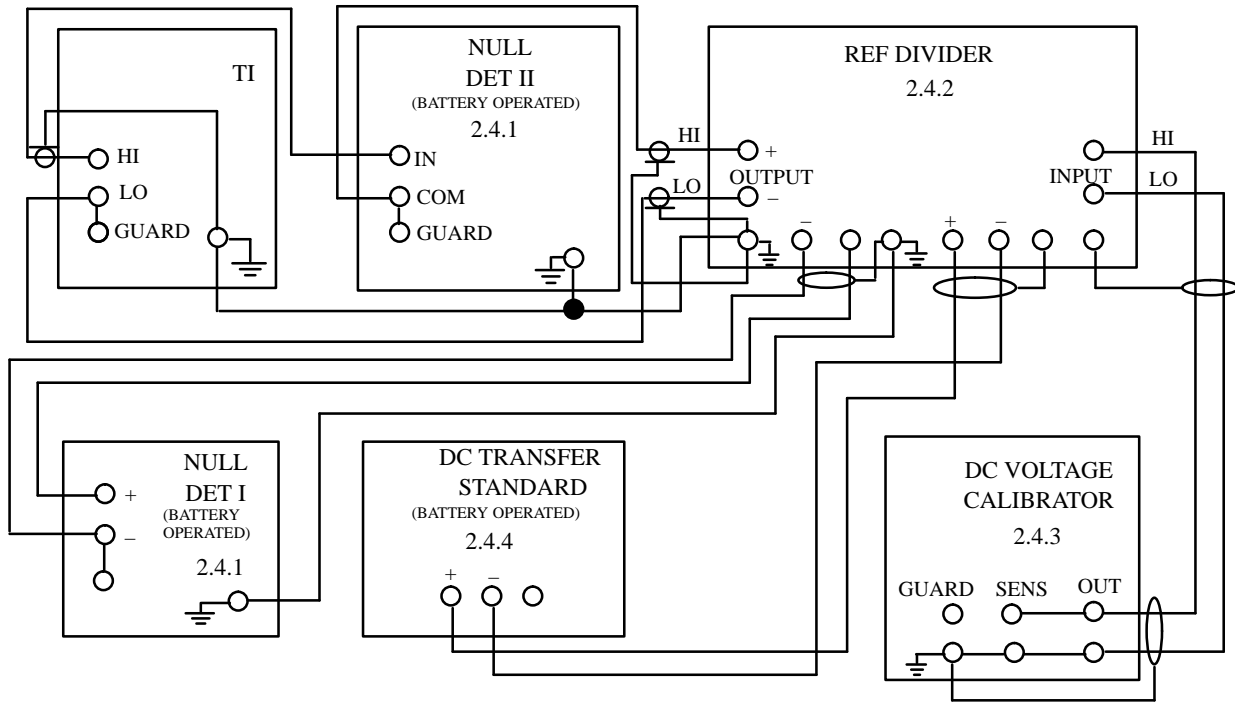 TI
HI
LO
GUARD
NULL
DET II
(BATTERY OPERATED)
2.4.1
IN
COM
GUARD
REF DIVIDER
2.4.2
HI
+
OUTPUT
LO
–
–
+
–
INPUT
HI
LO
NULL
DET I
(BATTERY
OPERATED)
2.4.1
+
–
DC TRANSFER
STANDARD
(BATTERY OPERATED)
2.4.4
+
–
DC VOLTAGE
CALIBRATOR
2.4.3
GUARD SENS OUT